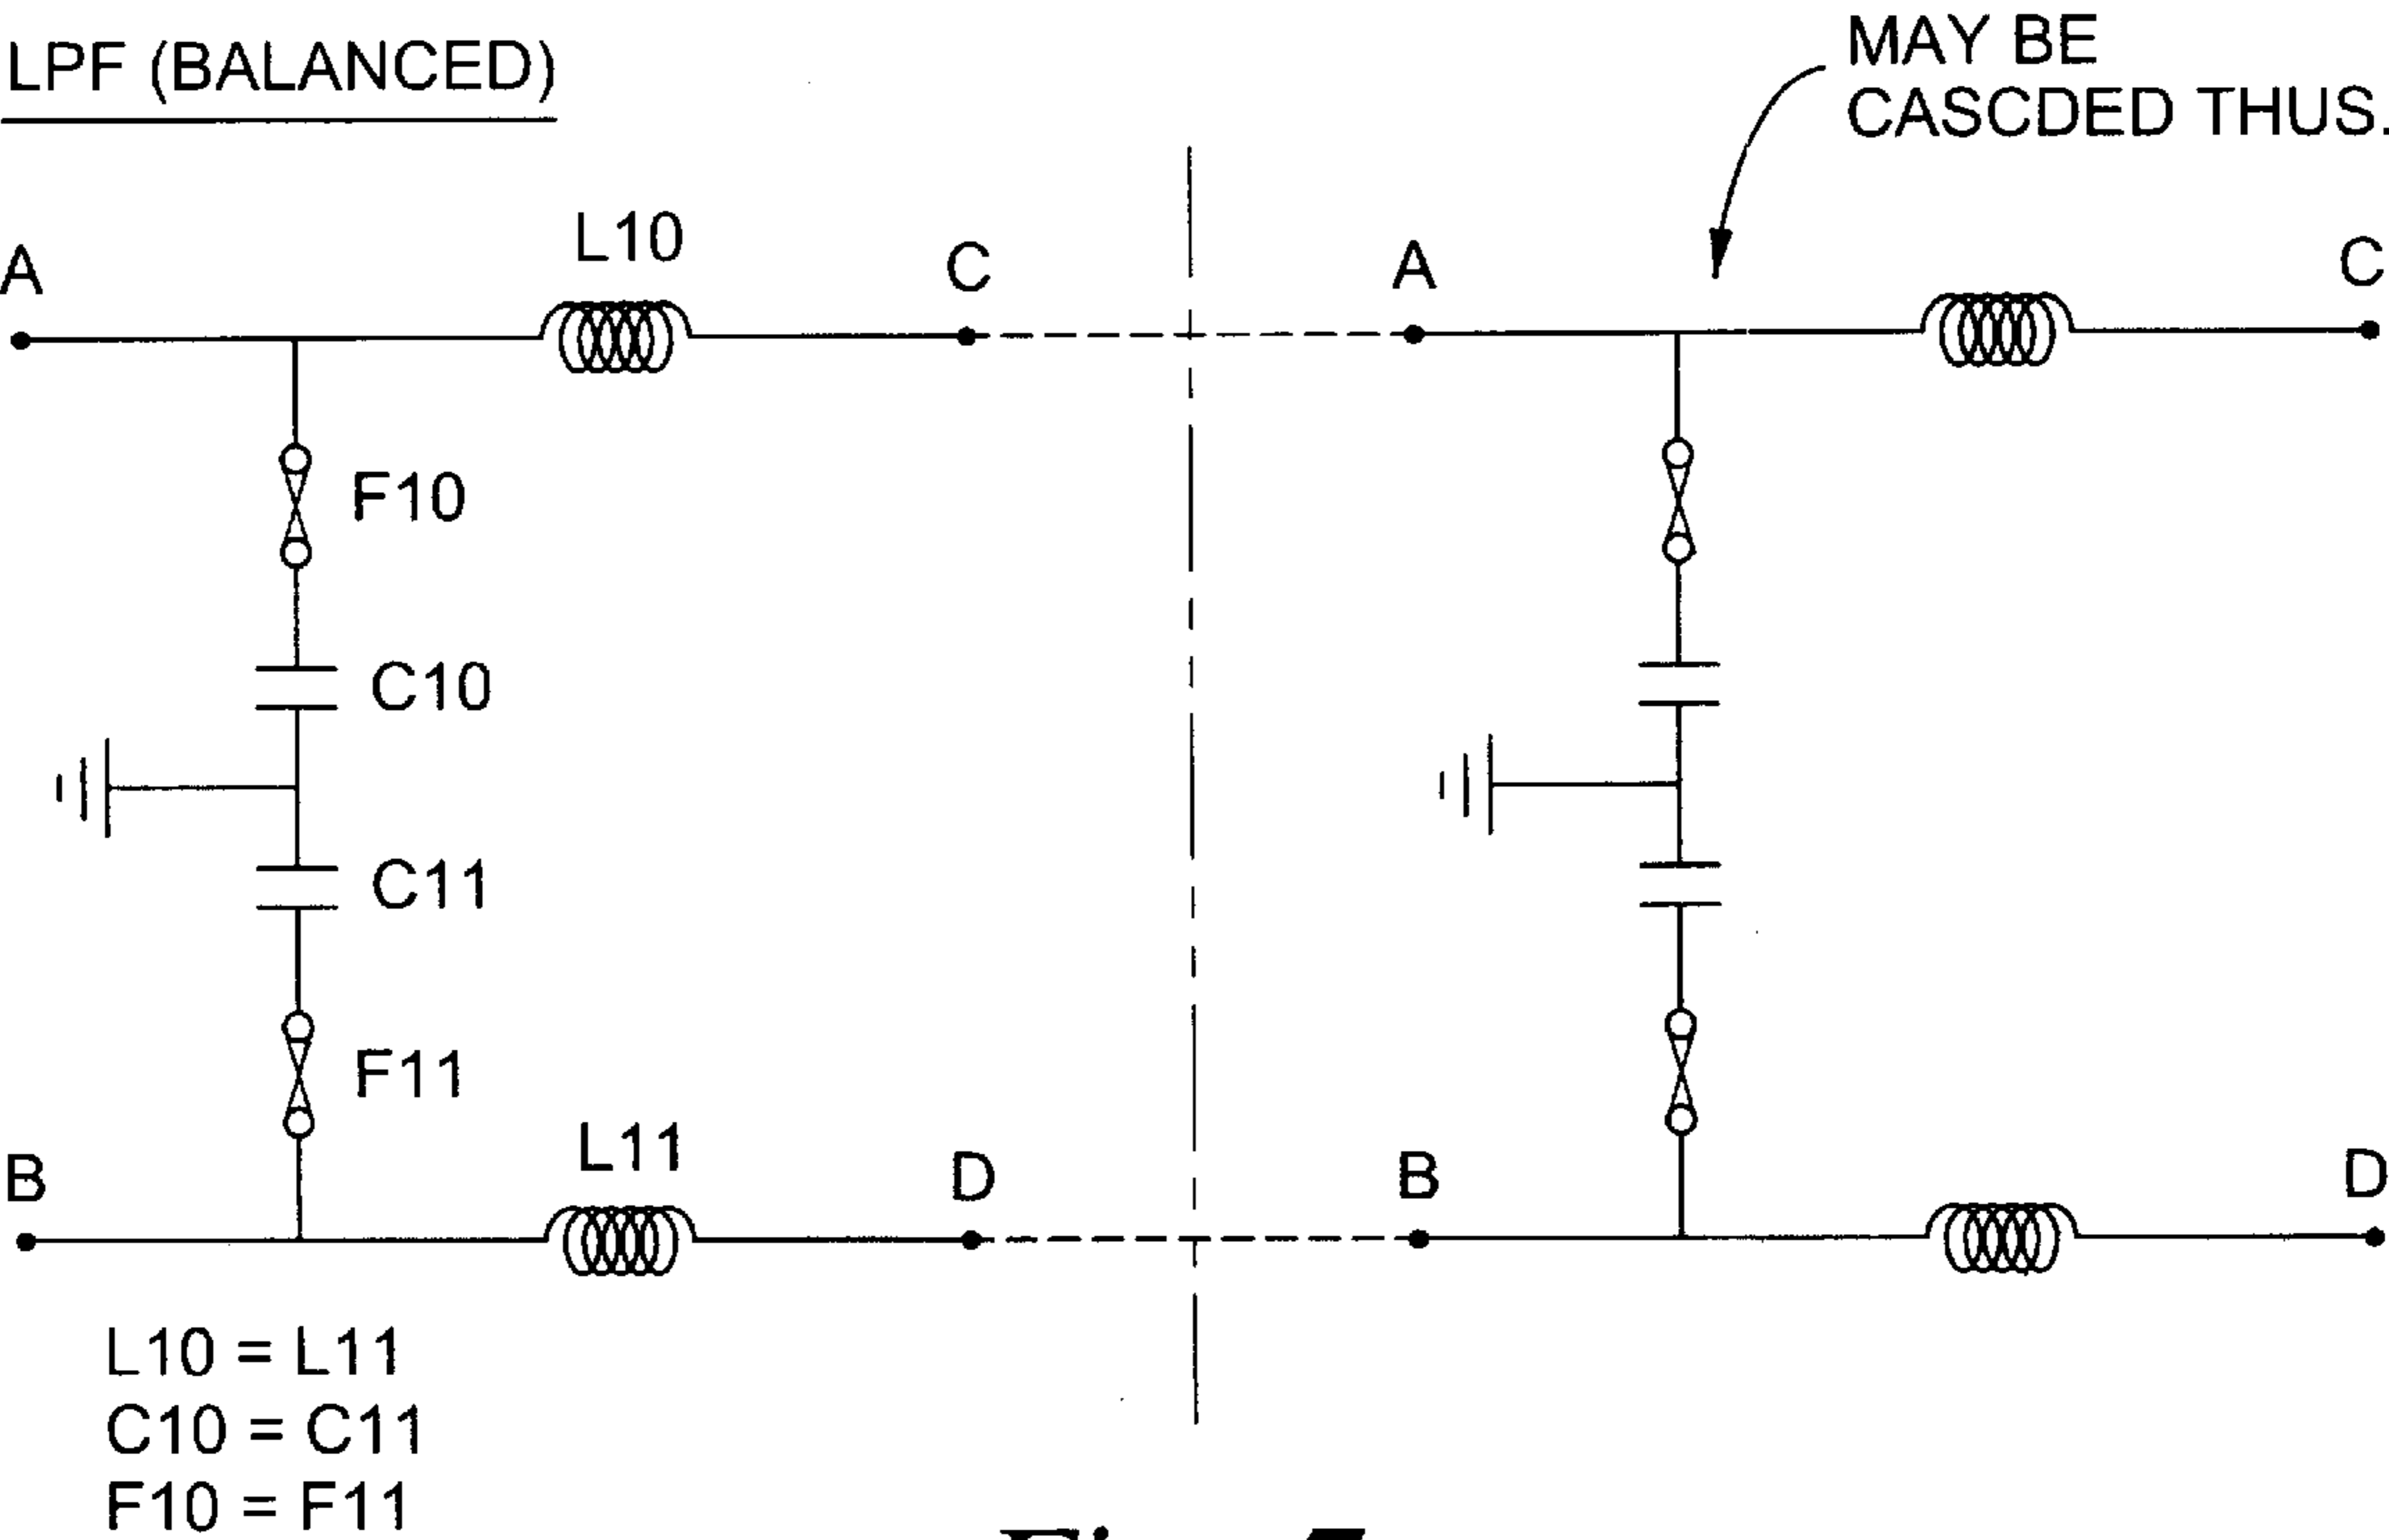 LPF (BALANCED)
MAY BE
CASCDED THUS.
A
L10
C
A
C
F10
C10
C11
F11
B
L11
D
B
D
L10 = L11
C10 = C11
F10 = F11